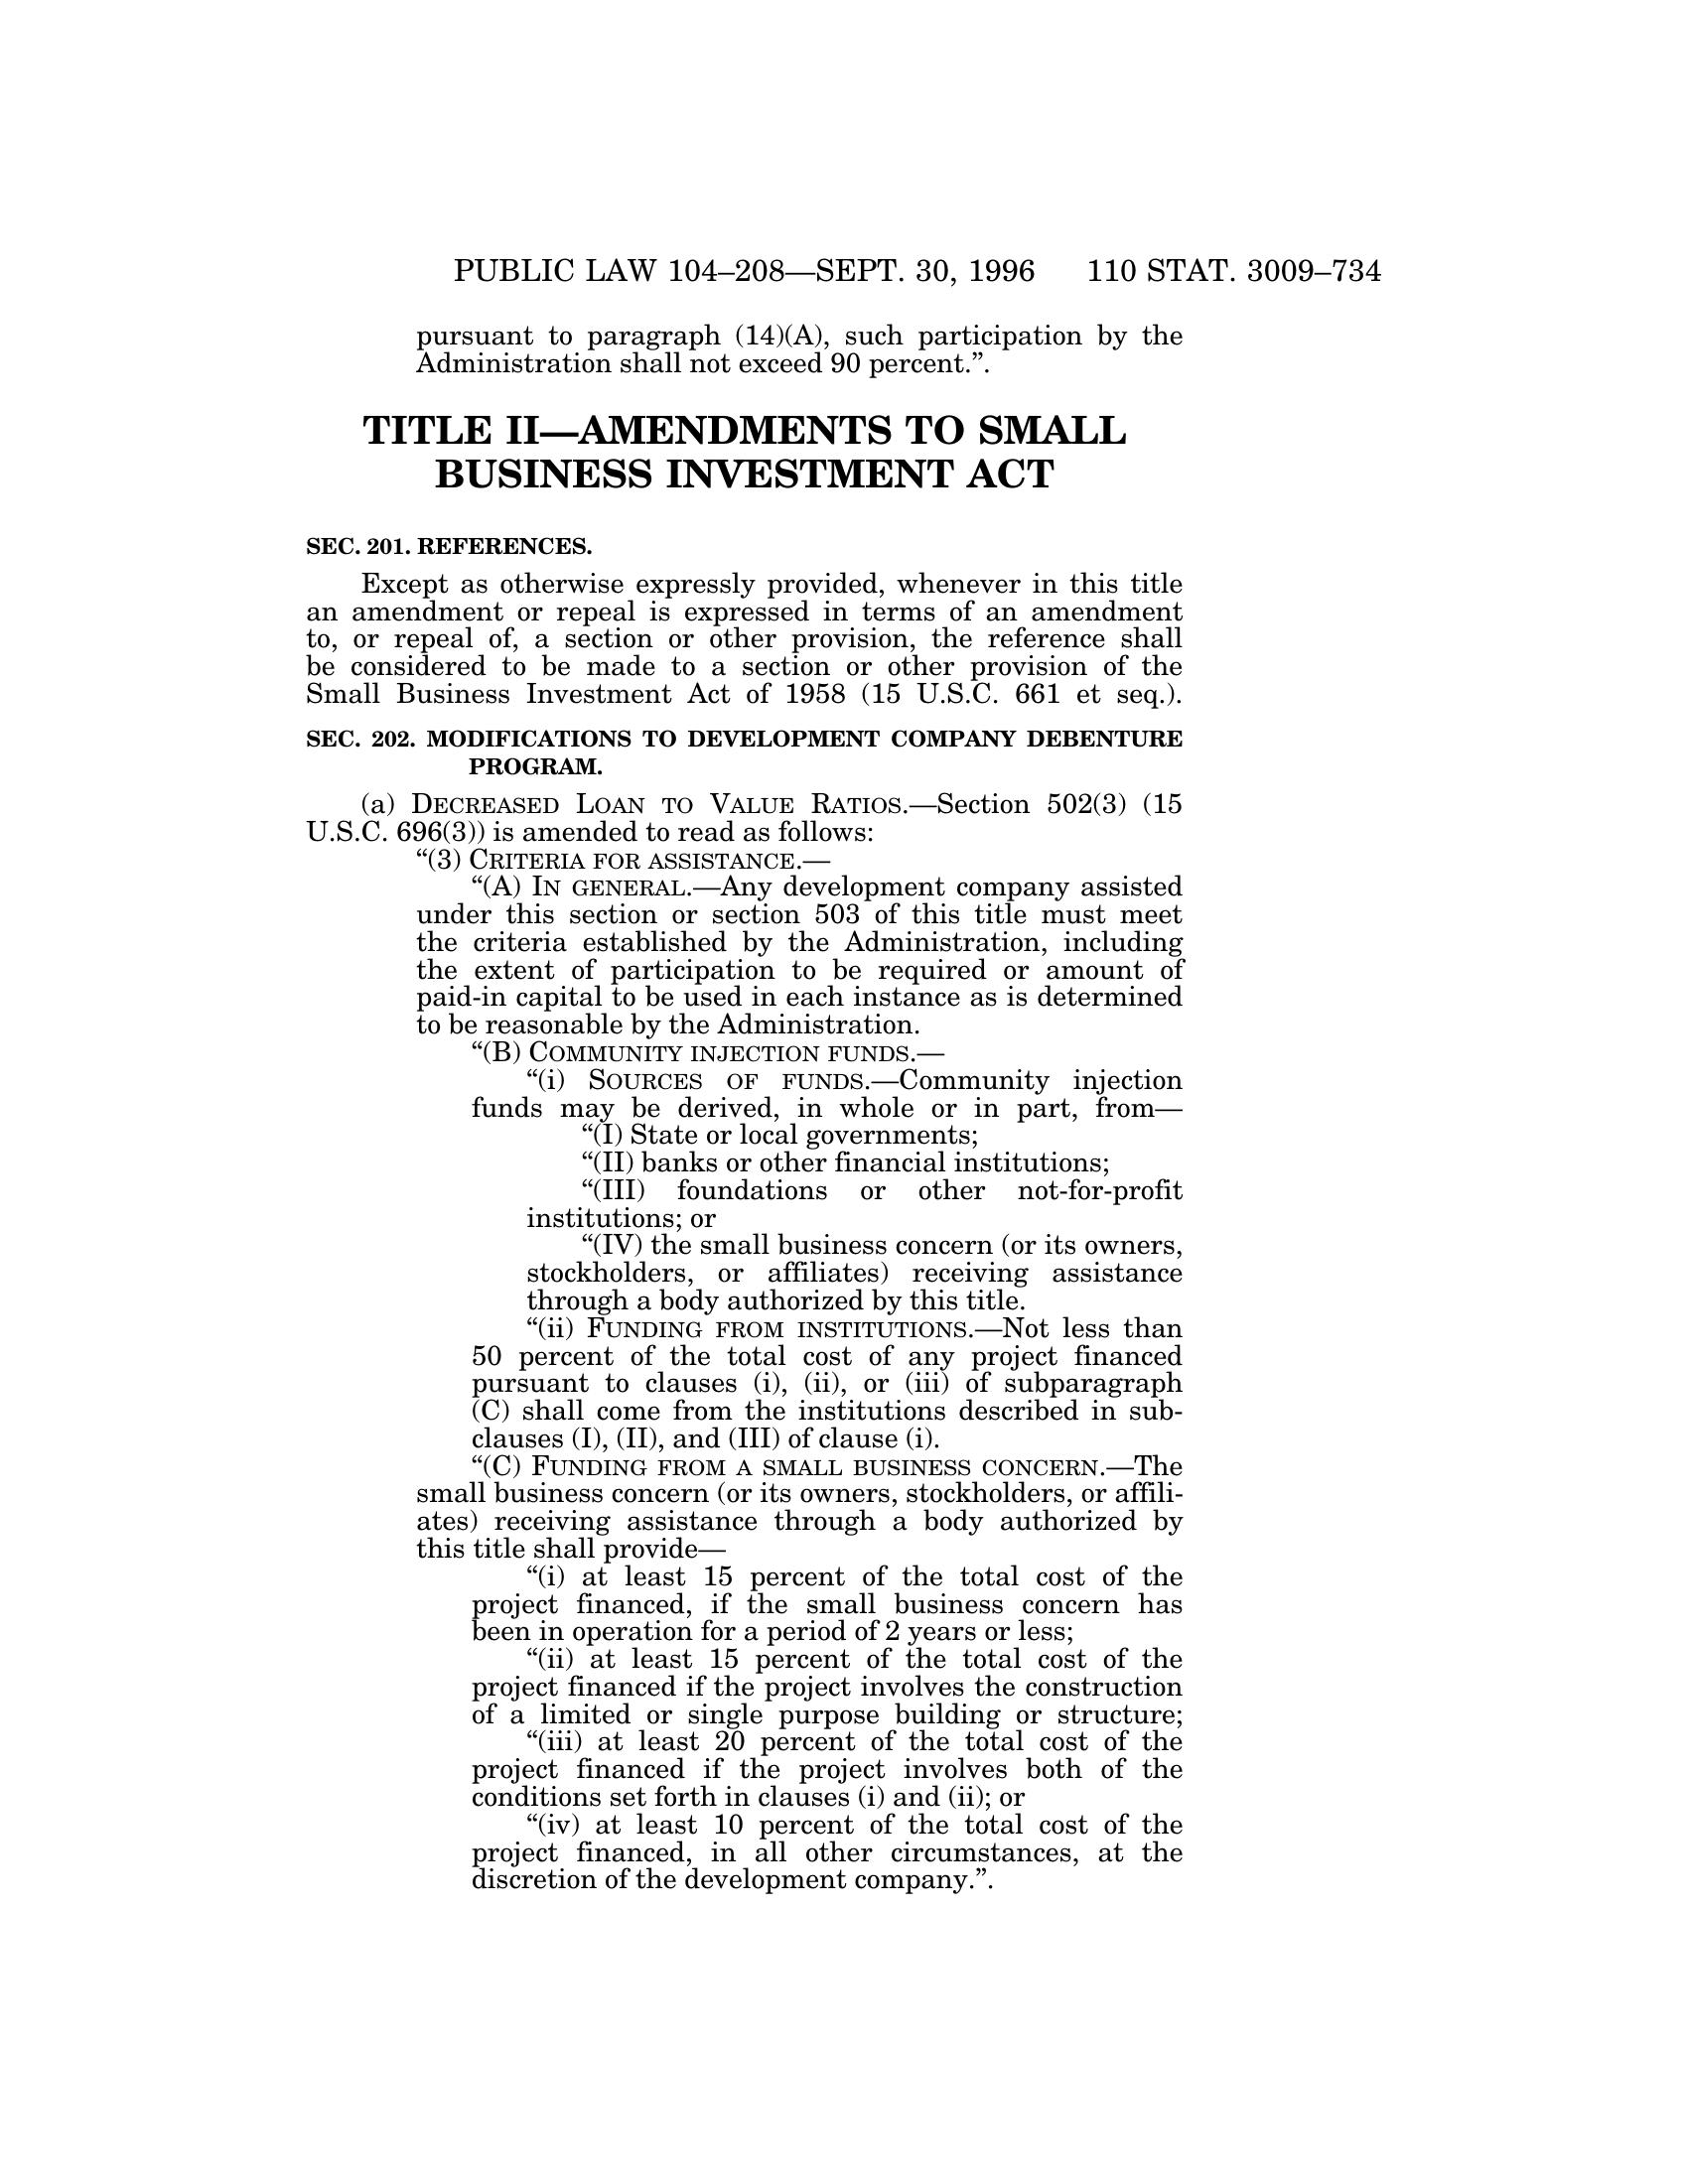 PUBLIC LAW 104–208—SEPT. 30, 1996 110 STAT. 3009–734
pursuant to paragraph (14)(A), such participation by the
Administration shall not exceed 90 percent.”.
TITLE II—AMENDMENTS TO SMALL
BUSINESS INVESTMENT ACT
SEC. 201. REFERENCES.
Except as otherwise expressly provided, whenever in this title
an amendment or repeal is expressed in terms of an amendment
to, or repeal of, a section or other provision, the reference shall
be considered to be made to a section or other provision of the
Small Business Investment Act of 1958 (15 U.S.C. 661 et seq.).
SEC. 202. MODIFICATIONS TO DEVELOPMENT COMPANY DEBENTURE
PROGRAM.
(a) DECREASED LOAN TO VALUE RATIOS.—Section 502(3) (15
U.S.C. 696(3)) is amended to read as follows:
“(3) CRITERIA FOR ASSISTANCE.—
“(A) IN GENERAL.—Any development company assisted
under this section or section 503 of this title must meet
the criteria established by the Administration, including
the extent of participation to be required or amount of
paid-in capital to be used in each instance as is determined
to be reasonable by the Administration.
“(B) COMMUNITY INJECTION FUNDS.—
“(i) SOURCES OF FUNDS.—Community injection
funds may be derived, in whole or in part, from—
“(I) State or local governments;
“(II) banks or other financial institutions;
“(III) foundations or other not-for-profit
institutions; or
“(IV) the small business concern (or its owners,
stockholders, or affiliates) receiving assistance
through a body authorized by this title.
“(ii) FUNDING FROM INSTITUTIONS.—Not less than
50 percent of the total cost of any project financed
pursuant to clauses (i), (ii), or (iii) of subparagraph
(C) shall come from the institutions described in sub-
clauses (I), (II), and (III) of clause (i).
“(C) FUNDING FROM A SMALL BUSINESS CONCERN.—The
small business concern (or its owners, stockholders, or affili-
ates) receiving assistance through a body authorized by
this title shall provide—
“(i) at least 15 percent of the total cost of the
project financed, if the small business concern has
been in operation for a period of 2 years or less;
“(ii) at least 15 percent of the total cost of the
project financed if the project involves the construction
of a limited or single purpose building or structure;
“(iii) at least 20 percent of the total cost of the
project financed if the project involves both of the
conditions set forth in clauses (i) and (ii); or
“(iv) at least 10 percent of the total cost of the
project financed, in all other circumstances, at the
discretion of the development company.”.